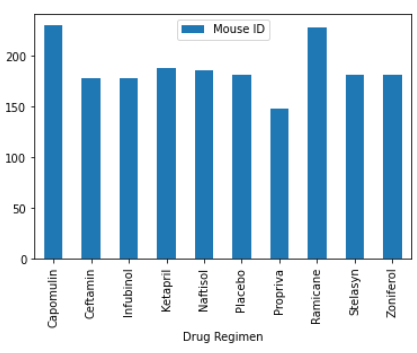 Mouse ID
200
150
100
50
0
Capomulin
Ceftamin
Infubinol
Ketapril
Naftisol
Placebo
Propriva
Ramicane
Stelasyn
Zoniferol
Drug Regimen